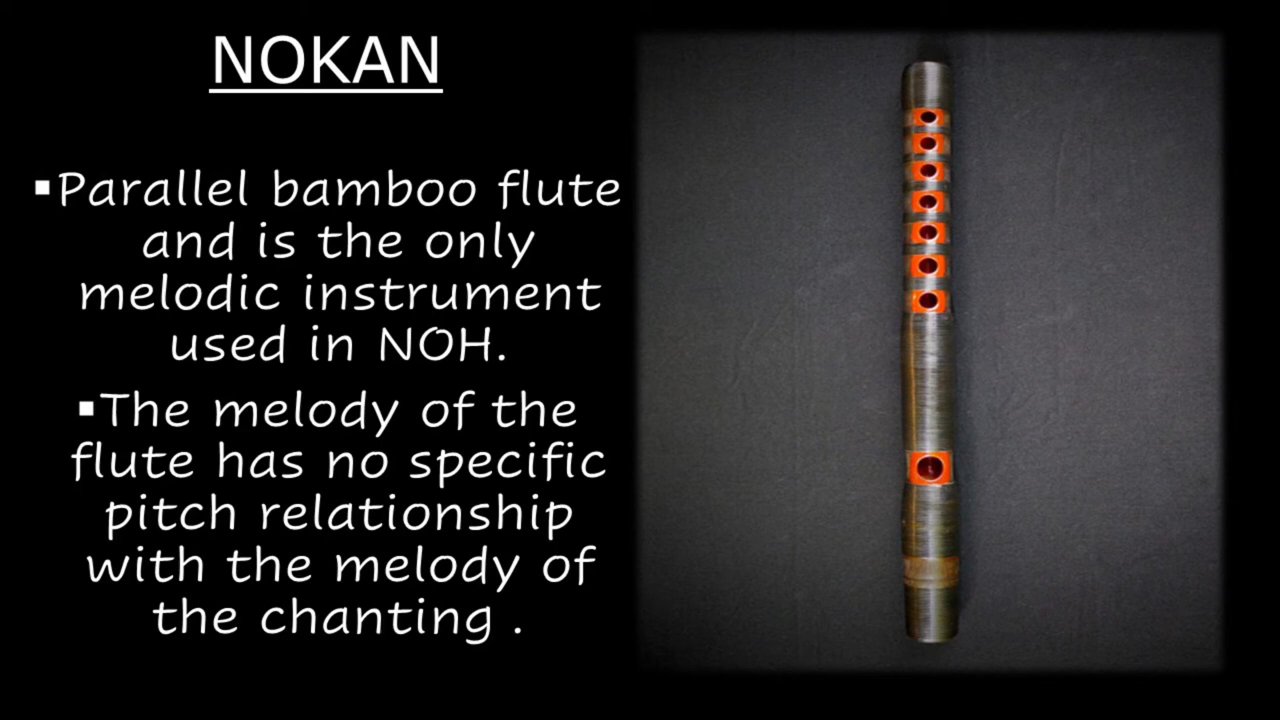 NOKAN
▪Parallel bamboo flute
and is the only
melodic instrument
used in NOH.
▪The melody of the
flute has no specific
pitch relationship
with the melody of
the chanting .